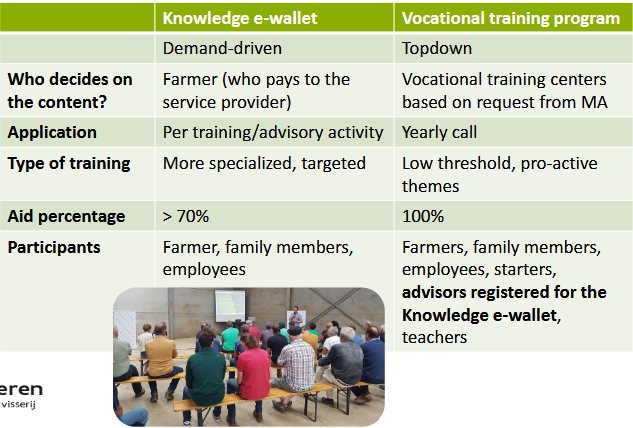 Knowledge e-wallet Vocational training program
Demand-driven Topdown
Who decides on the content? Farmer (who pays to the service provider) Vocational training centers based on request from MA
Application Per training/advisory activity Yearly call
Type of training More specialized, targeted Low threshold, pro-active themes
Aid percentage > 70% 100%
Participants Farmer, family members, employees Farmers, family members, employees, starters, advisors registered for the Knowledge e-wallet, teachers
eren
visserij